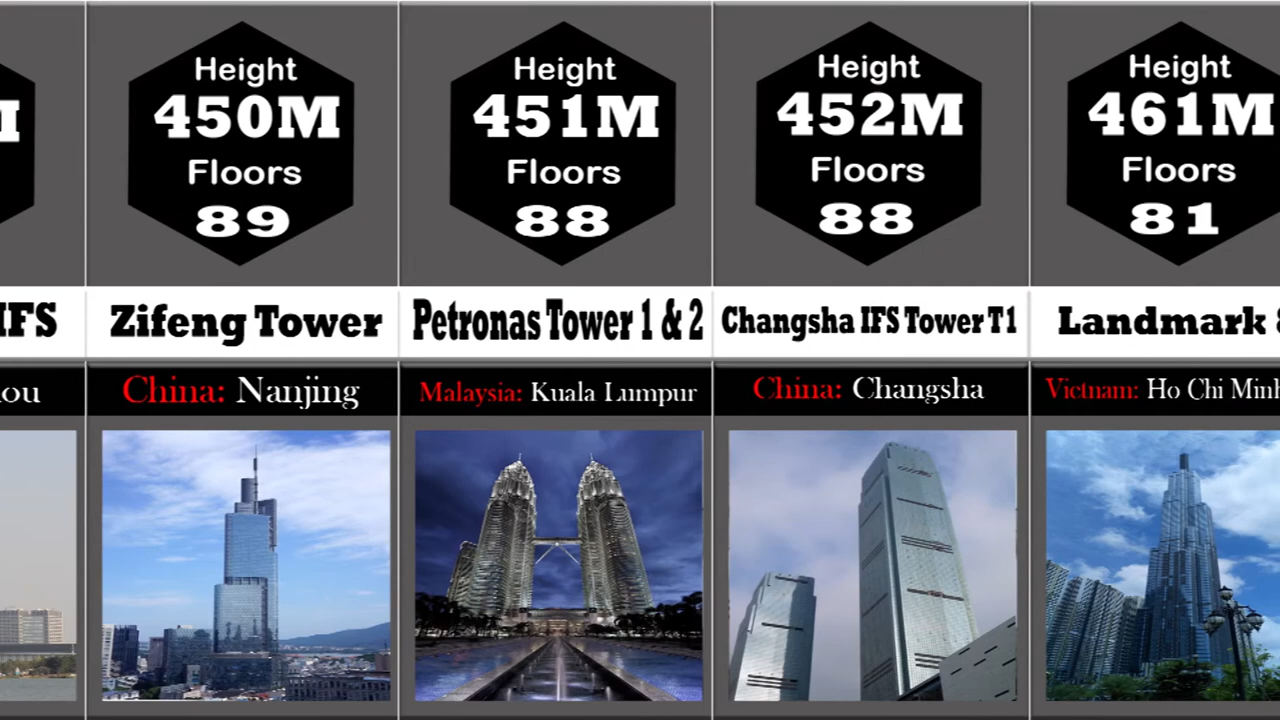 M
Height
450M
Floors
89
Height
451M
Floors
88
Height
452M
Floors
88
Height
461M
Floors
81
IFS
Zifeng Tower
Petronas Tower 1 & 2
Changsha IFS Tower T1
Landmark
ou
China: Nanjing
Malaysia: Kuala Lumpur
China: Changsha
Vietnam: Ho Chi Minh